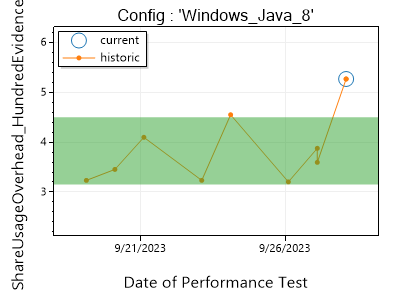 Config : 'Windows_Java_8'
current
historic
ShareUsageOverhead_HundredEvidence
6
5
4
3
9/21/2023
9/26/2023
Date of Performance Test